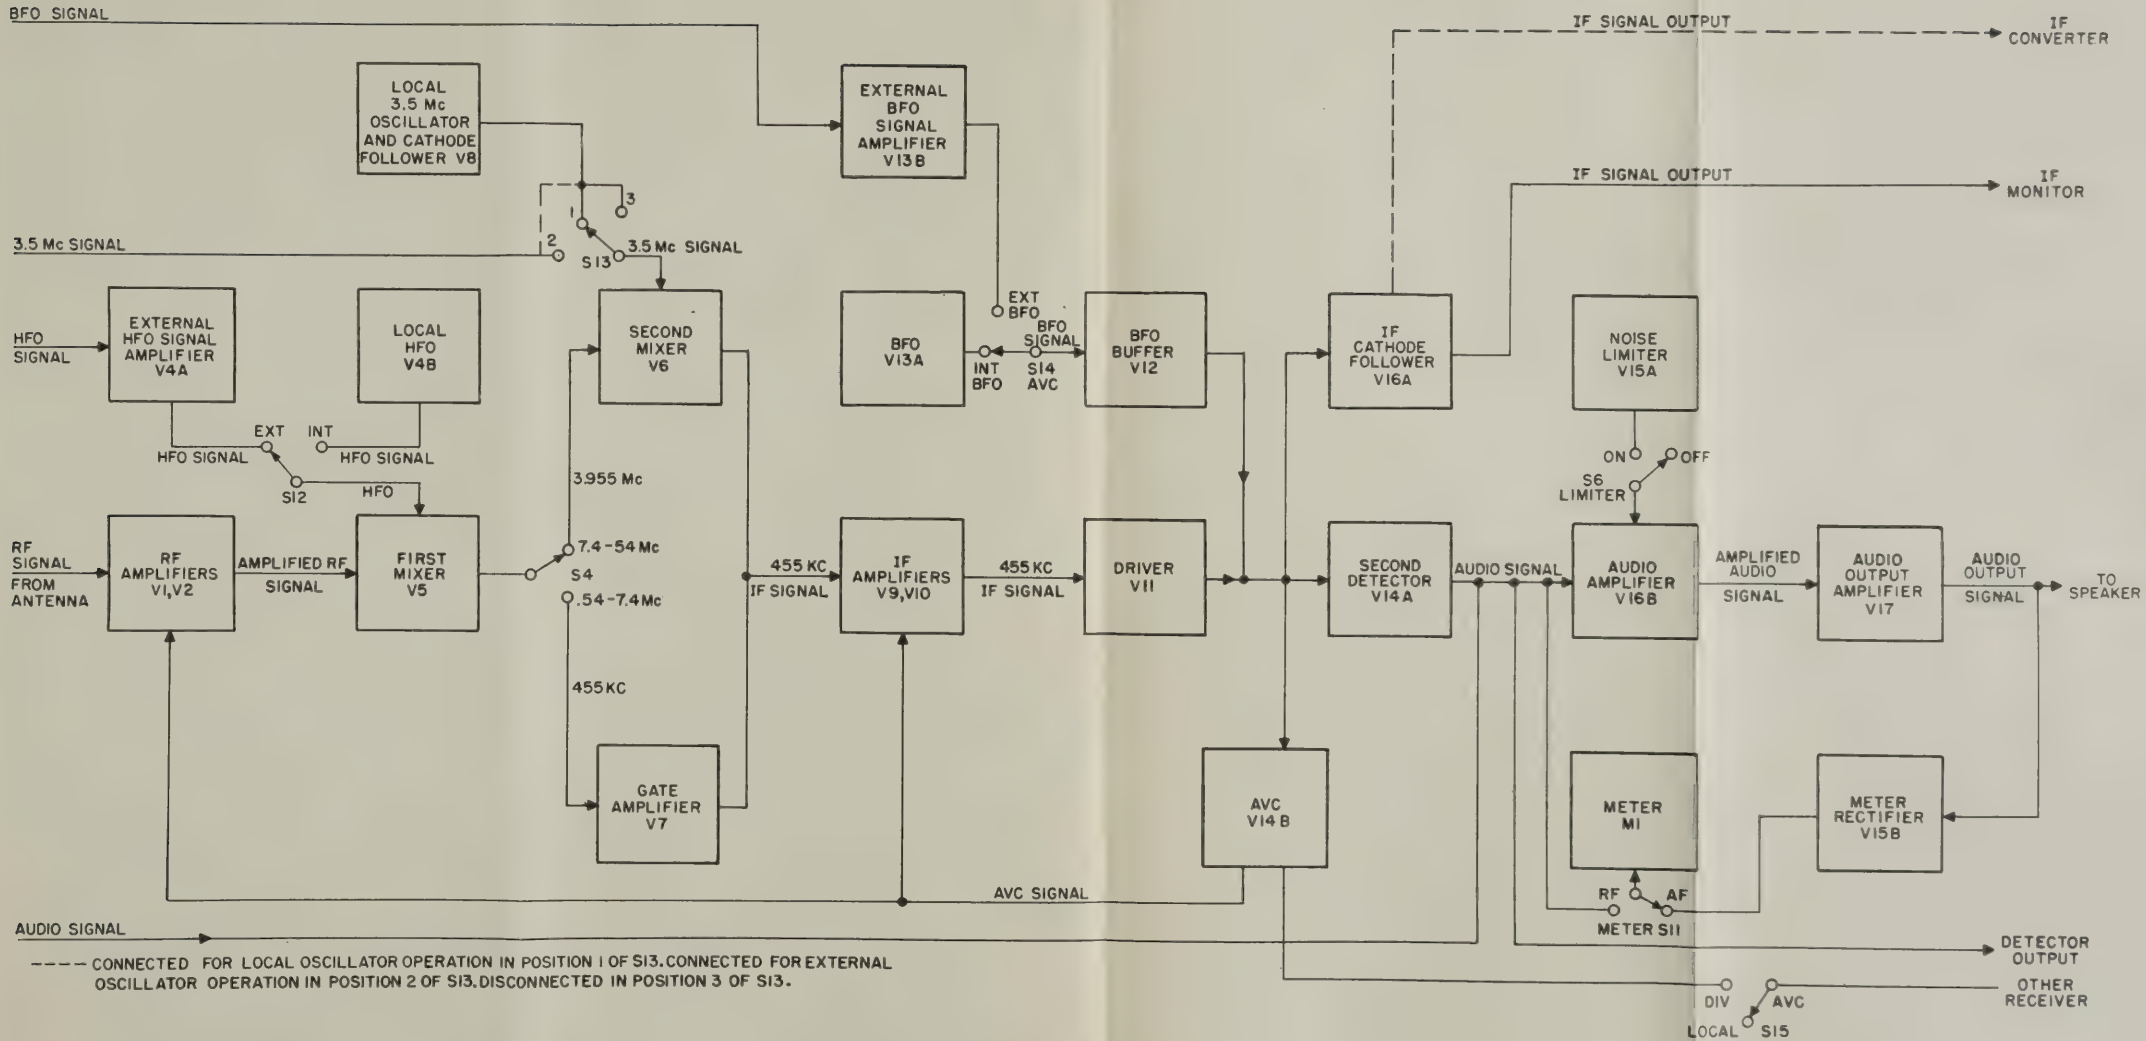 BFO SIGNAL
IF SIGNAL OUTPUT
IF
CONVERTER
LOCAL
3.5 Mc
OSCILLATOR
AND CATHODE
FOLLOWER V8
EXTERNAL
BFO
SIGNAL
AMPLIFIER
V13B
IF SIGNAL OUTPUT
IF
MONITOR
1
3
2
S13
3.5 Mc SIGNAL
3.5 Mc SIGNAL
HFO
SIGNAL
EXTERNAL
HFO SIGNAL
AMPLIFIER
V4A
LOCAL
HFO
V4B
SECOND
MIXER
V6
BFO
V13A
EXT
BFO
BFO
SIGNAL
INT
BFO
S14
AVC
BFO
BUFFER
V12
IF
CATHODE
FOLLOWER
V16A
NOISE
LIMITER
V15A
EXT
INT
HFO SIGNAL
HFO SIGNAL
S12
HFO
3.955 Mc
ON
OFF
S6
LIMITER
RF
SIGNAL
FROM
ANTENNA
RF
AMPLIFIERS
V1,V2
AMPLIFIED RF
SIGNAL
FIRST
MIXER
V5
7.4-54 Mc
S4
.54-7.4Mc
455 KC
IF SIGNAL
IF
AMPLIFIERS
V9,V10
455 KC
IF SIGNAL
DRIVER
V11
SECOND
DETECTOR
V14A
AUDIO SIGNAL
AUDIO
AMPLIFIER
V16B
AMPLIFIED
AUDIO
SIGNAL
AUDIO
OUTPUT
AMPLIFIER
V17
AUDIO
OUTPUT
SIGNAL
TO
SPEAKER
455KC
GATE
AMPLIFIER
V7
AVC
V14B
METER
M1
METER
RECTIFIER
V15B
AVC SIGNAL
RF
AF
METER S11
AUDIO SIGNAL
DETECTOR
OUTPUT
---- CONNECTED FOR LOCAL OSCILLATOR OPERATION IN POSITION 1 OF S13. CONNECTED FOR EXTERNAL
OSCILLATOR OPERATION IN POSITION 2 OF S13. DISCONNECTED IN POSITION 3 OF S13.
DIV
AVC
LOCAL
S15
OTHER
RECEIVER